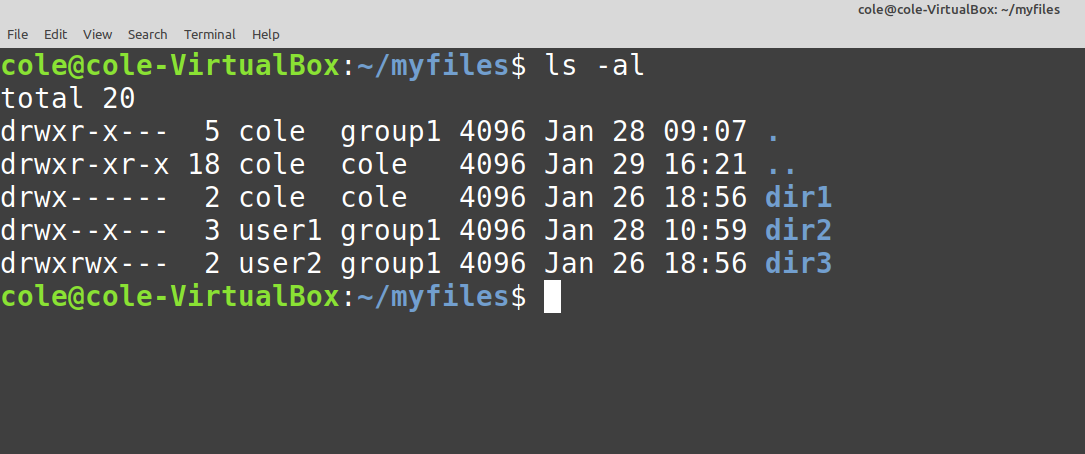 cole@cole-VirtualBox: ~/myfiles
File Edit View Search Terminal Help
cole@cole-VirtualBox:~/myfiles$ ls -al
total 20
drwxr-x---  5 cole  group1 4096 Jan 28 09:07 .
drwxr-xr-x 18 cole  cole   4096 Jan 29 16:21 ..
drwx------  2 cole  cole   4096 Jan 26 18:56 dir1
drwx--x---  3 user1 group1 4096 Jan 28 10:59 dir2
drwxrwx---  2 user2 group1 4096 Jan 26 18:56 dir3
cole@cole-VirtualBox:~/myfiles$